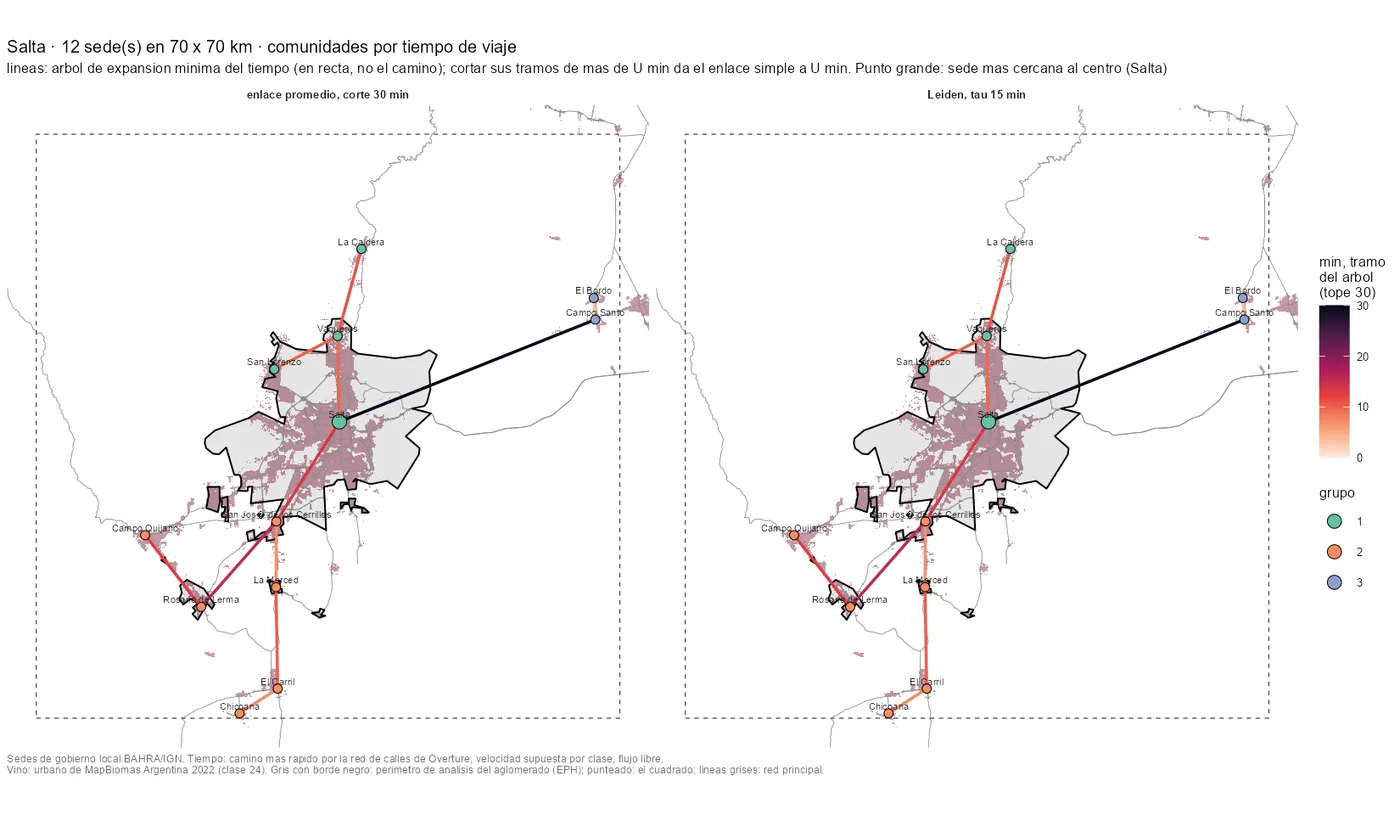 Salta · 12 sede(s) en 70 x 70 km · comunidades por tiempo de viaje
lineas: arbol de expansion minima del tiempo (en recta, no el camino); cortar sus tramos de mas de U min da el enlace simple a U min. Punto grande: sede mas cercana al centro (Salta)
enlace promedio, corte 30 min
Leiden, tau 15 min
La Caldera
El Bordo
Campo Santo
Vaqueros
San Lorenzo
Salta
San Jos� de los Cerrillos
Campo Quijano
La Merced
Rosario de Lerma
El Carril
Chicoana
La Caldera
El Bordo
Campo Santo
Vaqueros
San Lorenzo
Salta
San Jos� de los Cerrillos
Campo Quijano
La Merced
Rosario de Lerma
El Carril
Chicoana
min, tramo
del arbol
(tope 30)
30
20
10
0
grupo
1
2
3
Sedes de gobierno local BAHRA/IGN. Tiempo: camino mas rapido por la red de calles de Overture, velocidad supuesta por clase, flujo libre.
Vino: urbano de MapBiomas Argentina 2022 (clase 24). Gris con borde negro: perimetro de analisis del aglomerado (EPH); punteado: el cuadrado; lineas grises: red principal.